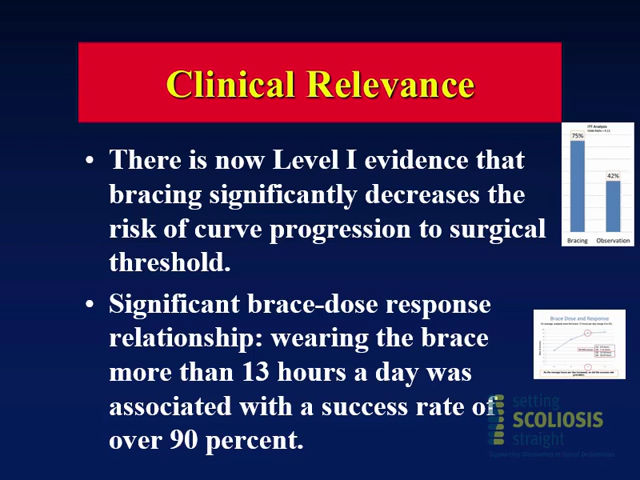 Clinical Relevance
• There is now Level I evidence that
bracing significantly decreases the
risk of curve progression to surgical
threshold.
• Significant brace-dose response
relationship: wearing the brace
more than 13 hours a day was
associated with a success rate of
over 90 percent.
ITT Analysis
75%
42%
Bracing
Observation
Brace Dose and Response
setting
SCOLIOSIS
straight